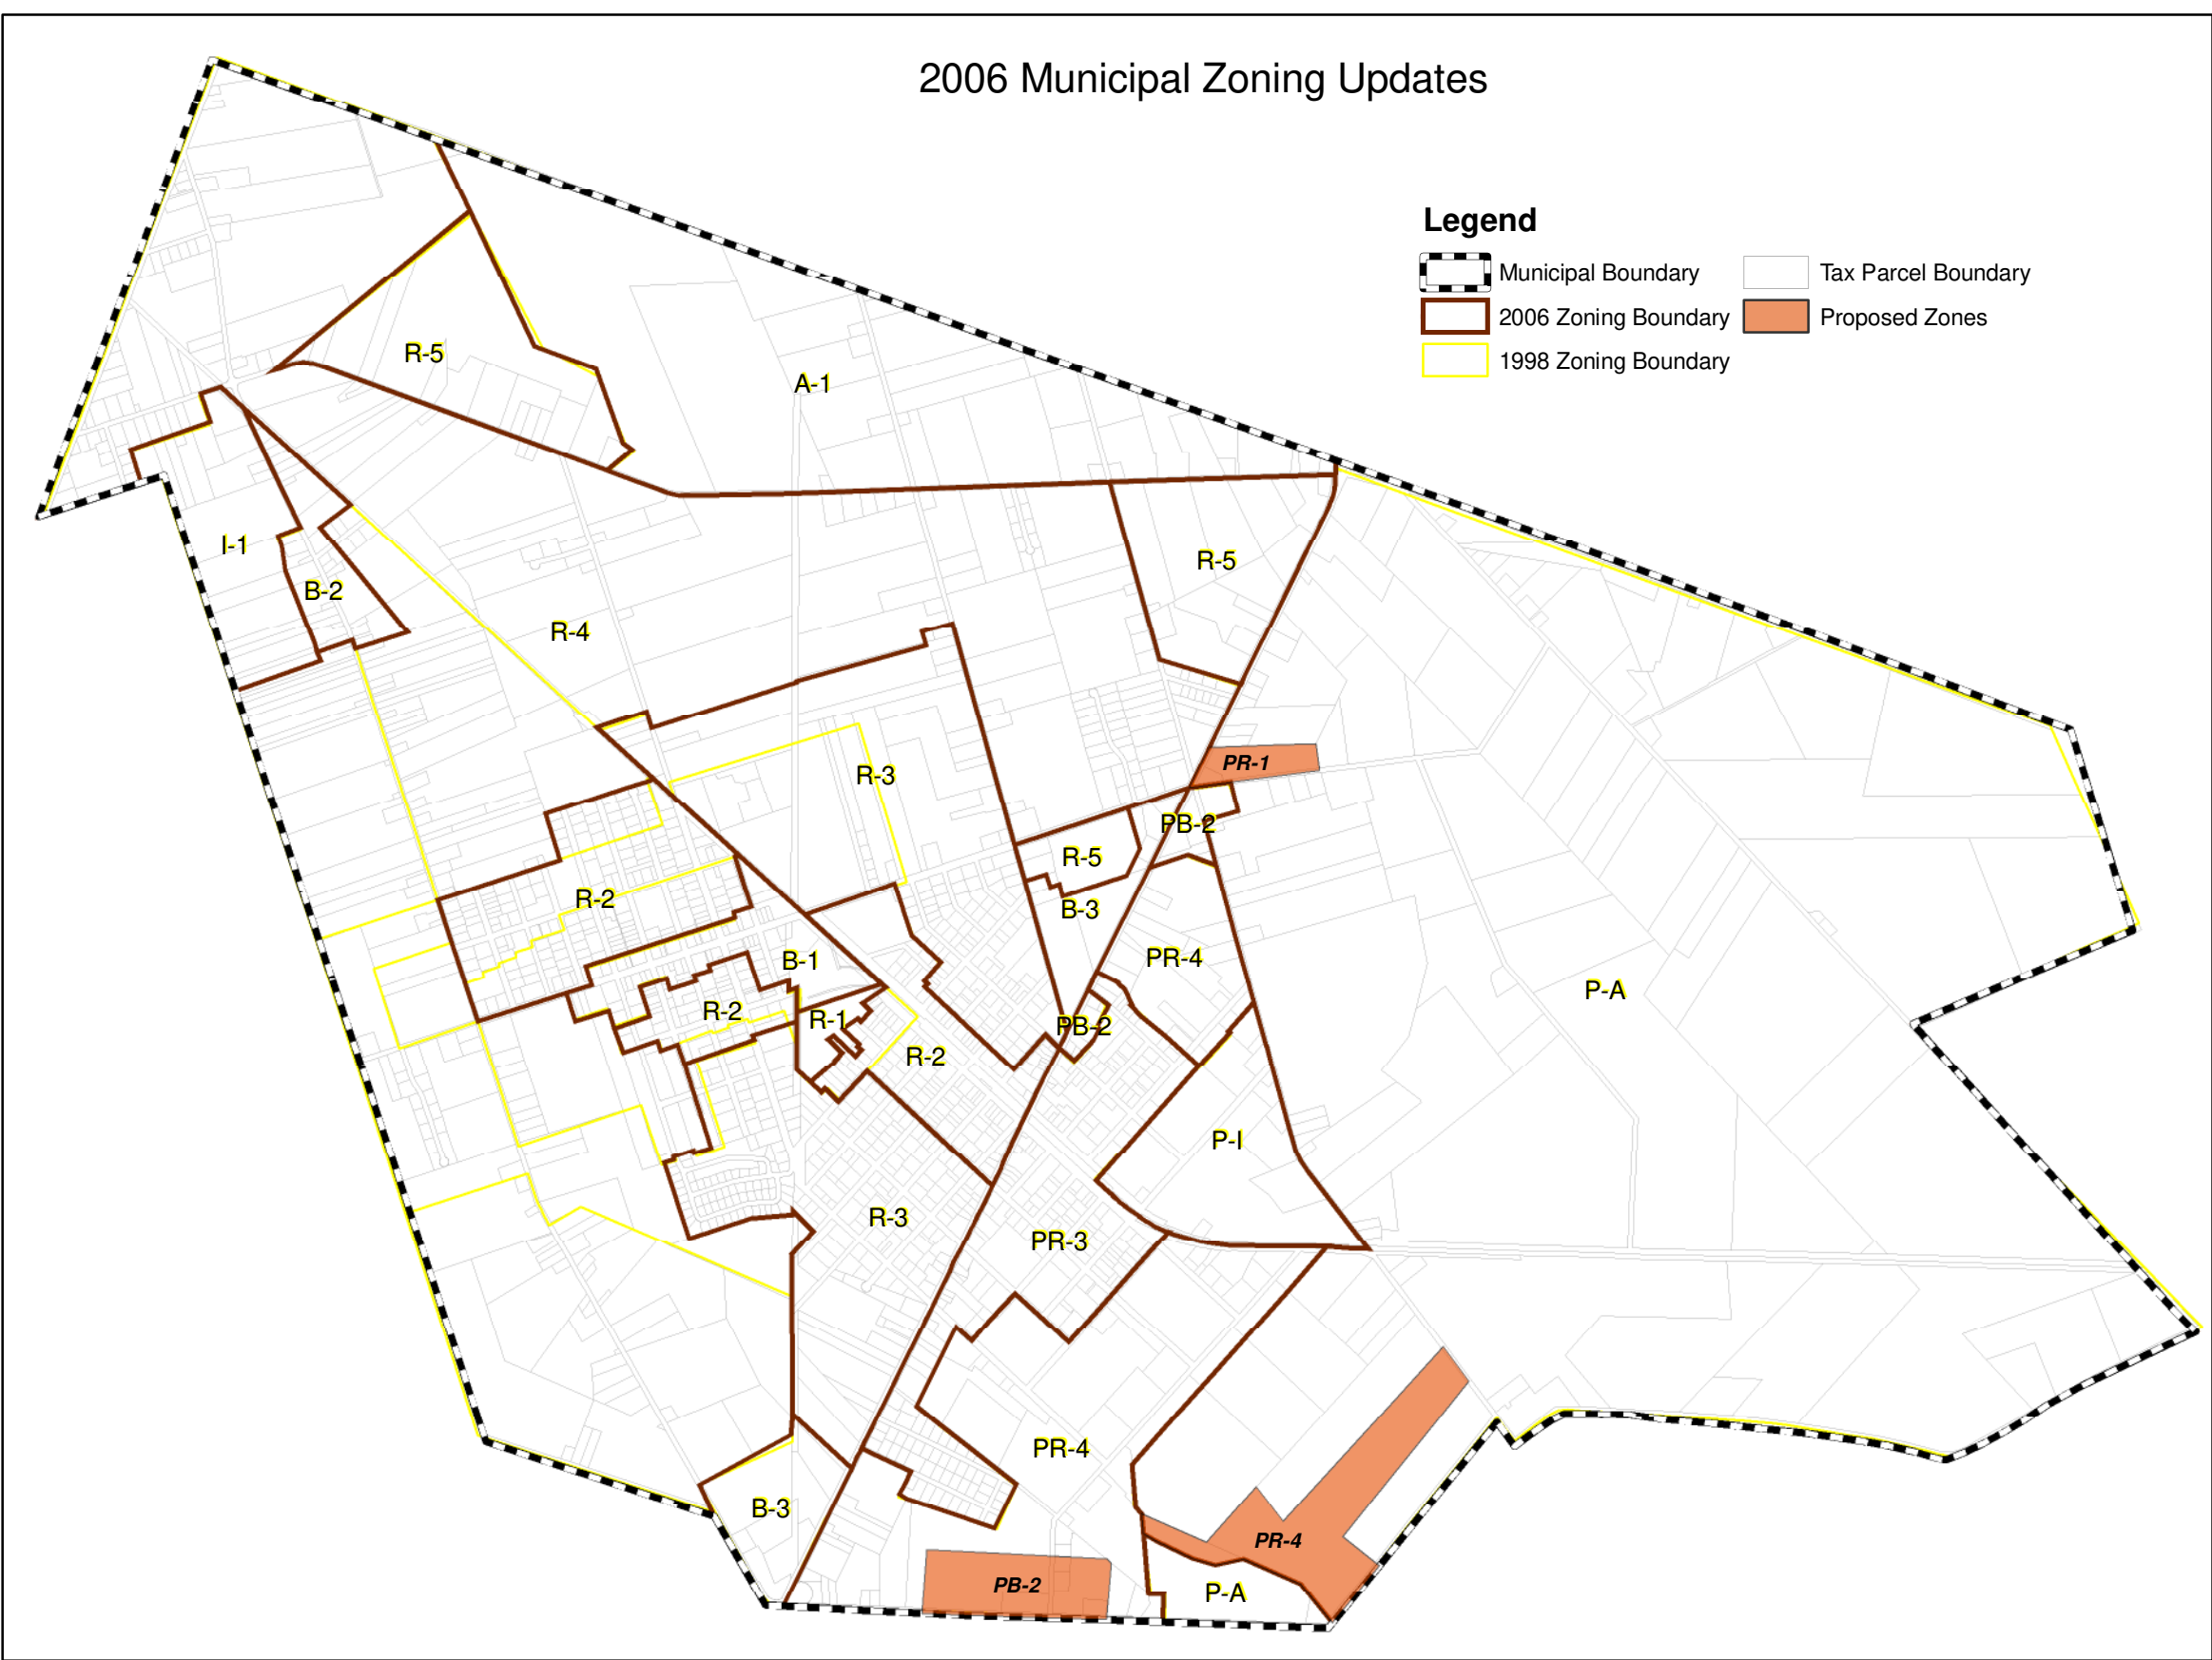 2006 Municipal Zoning Updates
Legend
Municipal Boundary
Tax Parcel Boundary
2006 Zoning Boundary
Proposed Zones
1998 Zoning Boundary
R-5
A-1
I-1
R-5
B-2
R-4
PR-1
R-3
PB-2
R-5
R-2
B-3
B-1
PR-4
P-A
R-2
R-1
PB-2
R-2
P-I
R-3
PR-3
PR-4
B-3
PR-4
PB-2
P-A